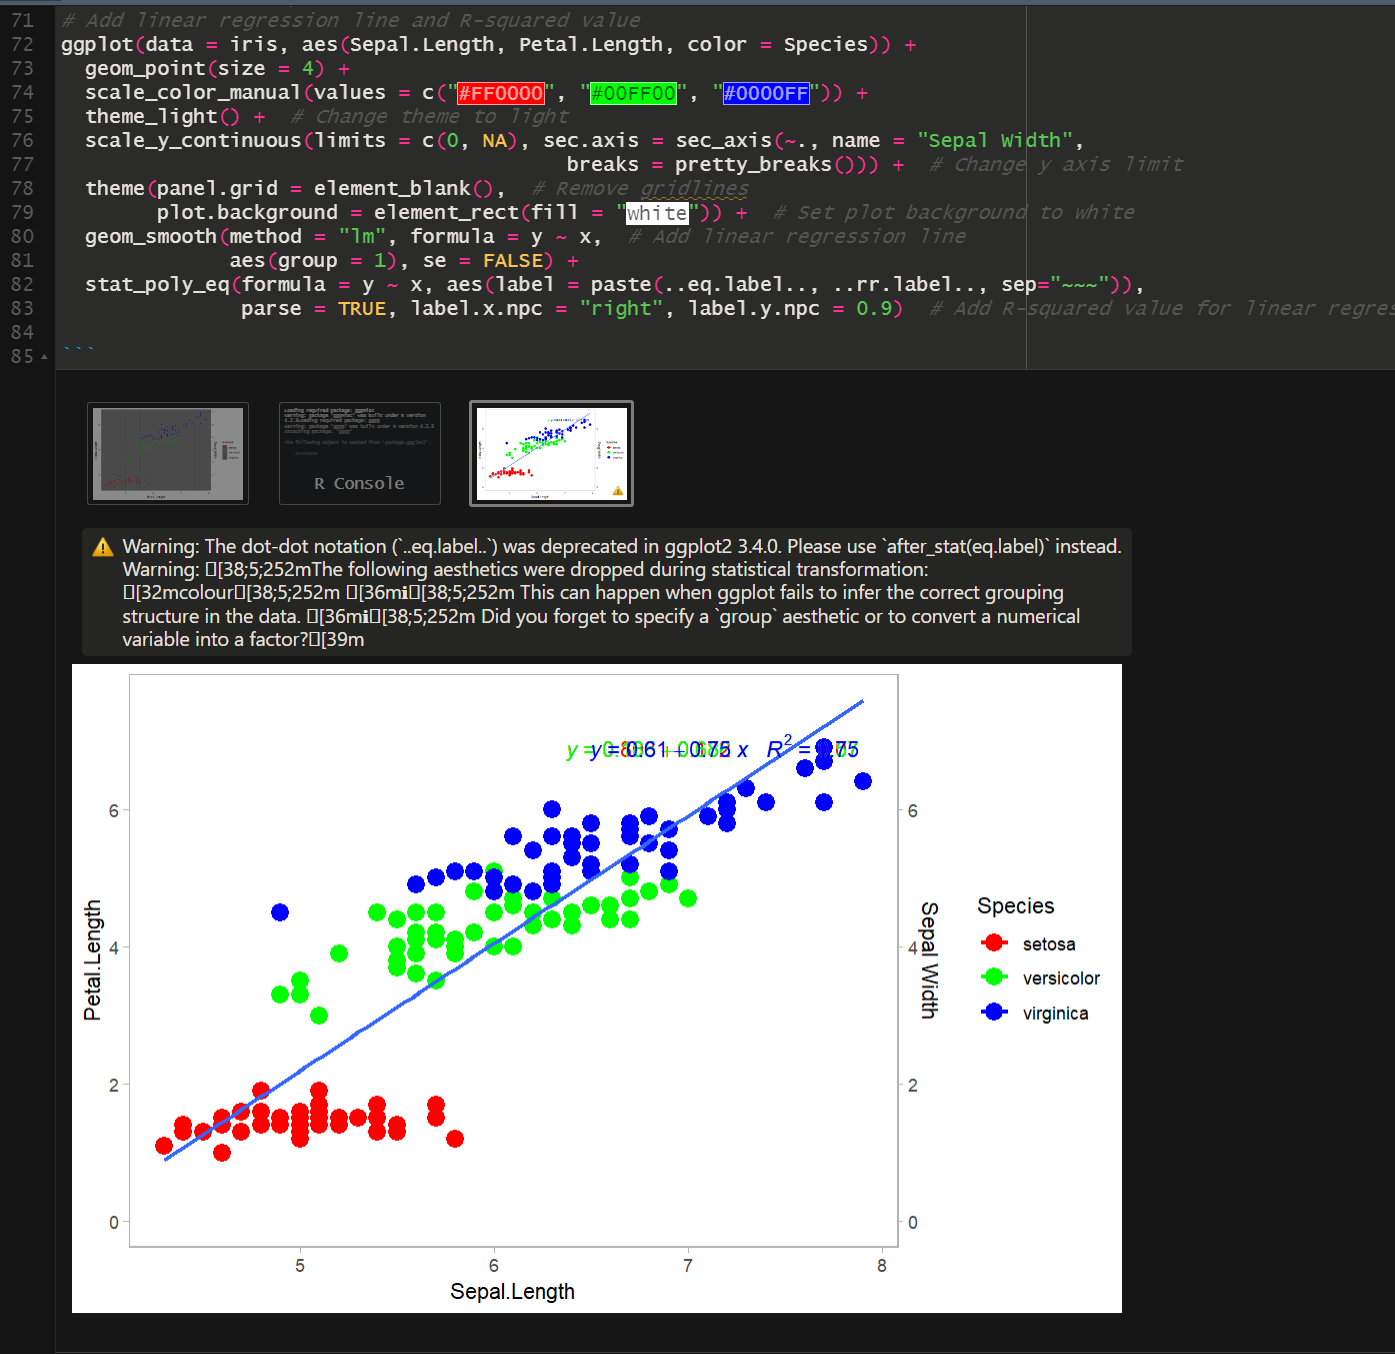 71 # Add linear regression line and R-squared value
72 ggplot(data = iris, aes(Sepal.Length, Petal.Length, color = Species)) +
73 geom_point(size = 4) +
74 scale_color_manual(values = c("#FF0000", "#00FF00", "#0000FF")) +
75 theme_light() + # Change theme to light
76 scale_y_continuous(limits = c(0, NA), sec.axis = sec_axis(~., name = "Sepal Width",
77 breaks = pretty_breaks())) + # Change y axis limit
78 theme(panel.grid = element_blank(), # Remove gridlines
79 plot.background = element_rect(fill = "white")) + # Set plot background to white
80 geom_smooth(method = "lm", formula = y ~ x, # Add linear regression line
81 aes(group = 1), se = FALSE) +
82 stat_poly_eq(formula = y ~ x, aes(label = paste(..eq.label.., ..rr.label.., sep="~~~")),
83 parse = TRUE, label.x.npc = "right", label.y.npc = 0.9) # Add R-squared value for linear regres
84
85 ```
R Console
Warning: The dot-dot notation (`..eq.label..`) was deprecated in ggplot2 3.4.0. Please use `after_stat(eq.label)` instead.
Warning: [38;5;252mThe following aesthetics were dropped during statistical transformation:
[32mcolour[38;5;252m [36mi[38;5;252m This can happen when ggplot fails to infer the correct grouping
structure in the data. [36mi[38;5;252m Did you forget to specify a `group` aesthetic or to convert a numerical
variable into a factor?[39m
y = 0.61 + 0.75 x R2 = 0.75
6
4
2
0
Petal.Length
6
4
2
0
Sepal Width
Species
setosa
versicolor
virginica
5 6 7 8
Sepal.Length